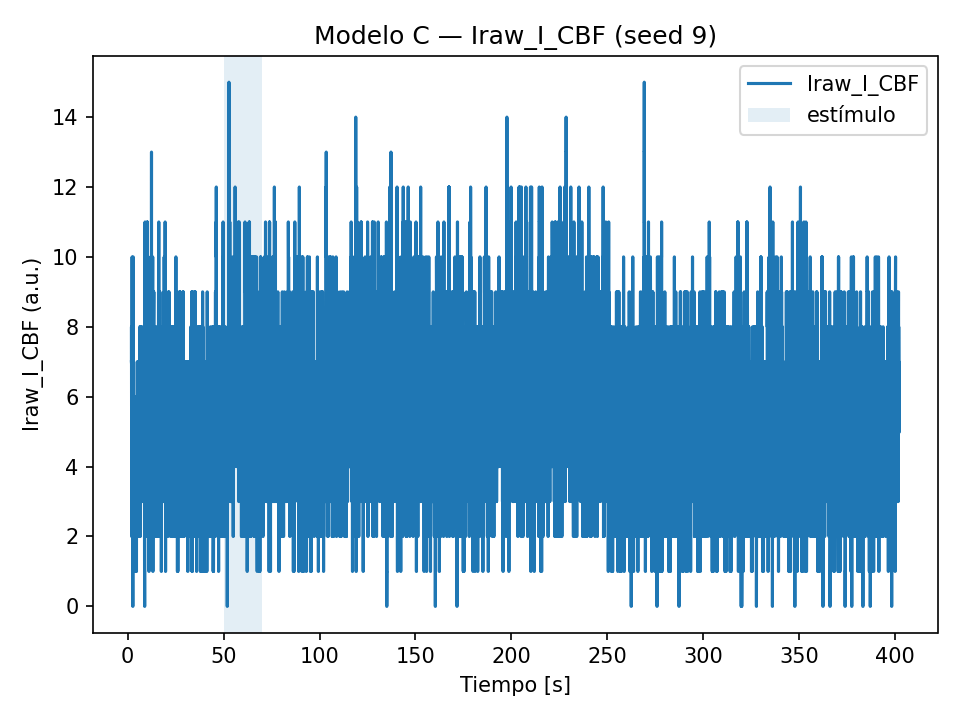 Modelo C — Iraw_I_CBF (seed 9)
Iraw_I_CBF
estímulo
Iraw_I_CBF (a.u.)
14
12
10
8
6
4
2
0
0 50 100 150 200 250 300 350 400
Tiempo [s]